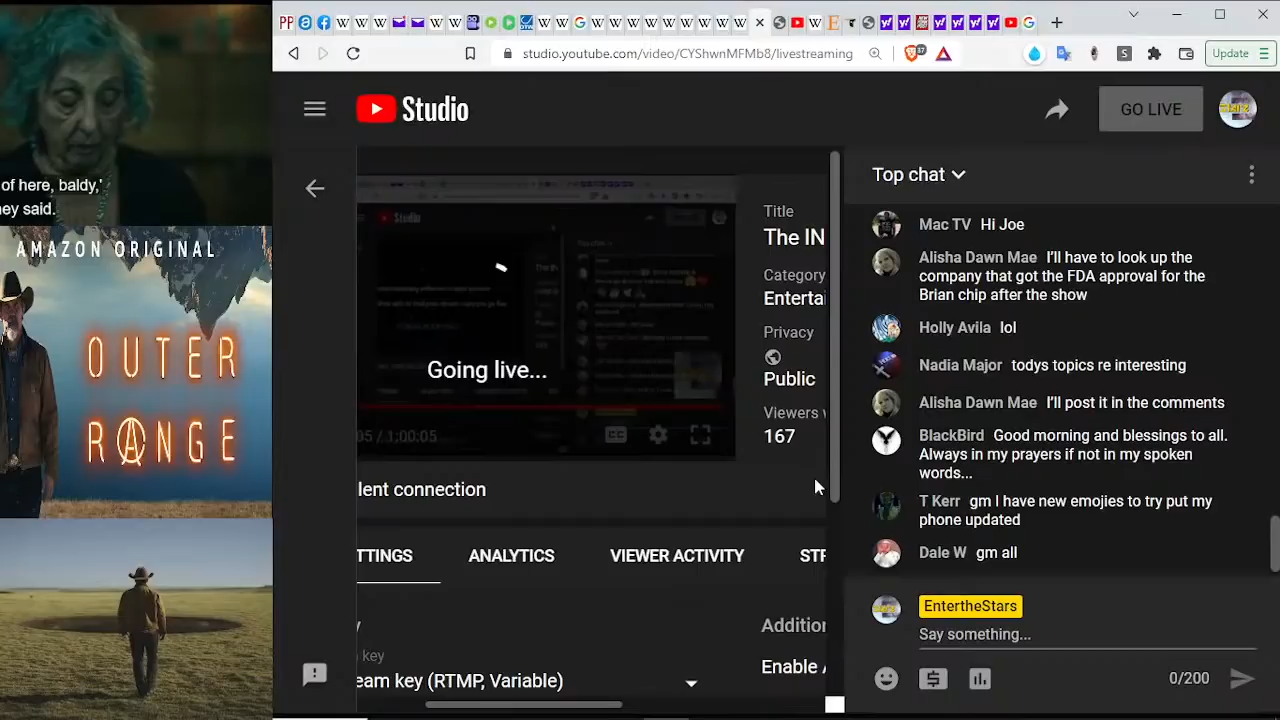 of here, baldy,'
ey said.
AMAZON ORIGINAL
OUTER
RANGE
studio.youtube.com/video/CYShwnMFMb8/livestreaming
Update
Studio
GO LIVE
Going live...
05 / 1:00:05
Title
The IN
Category
Enterta
Privacy
Public
Viewers w
167
lent connection
TTINGS
ANALYTICS
VIEWER ACTIVITY
STR
y
Addition
key
Enable A
eam key (RTMP, Variable)
Top chat
Mac TV Hi Joe
Alisha Dawn Mae I'll have to look up the
company that got the FDA approval for the
Brian chip after the show
Holly Avila lol
Nadia Major todys topics re interesting
Alisha Dawn Mae I'll post it in the comments
BlackBird Good morning and blessings to all.
Always in my prayers if not in my spoken
words...
T Kerr gm I have new emojies to try put my
phone updated
Dale W gm all
EntertheStars
Say something...
0/200